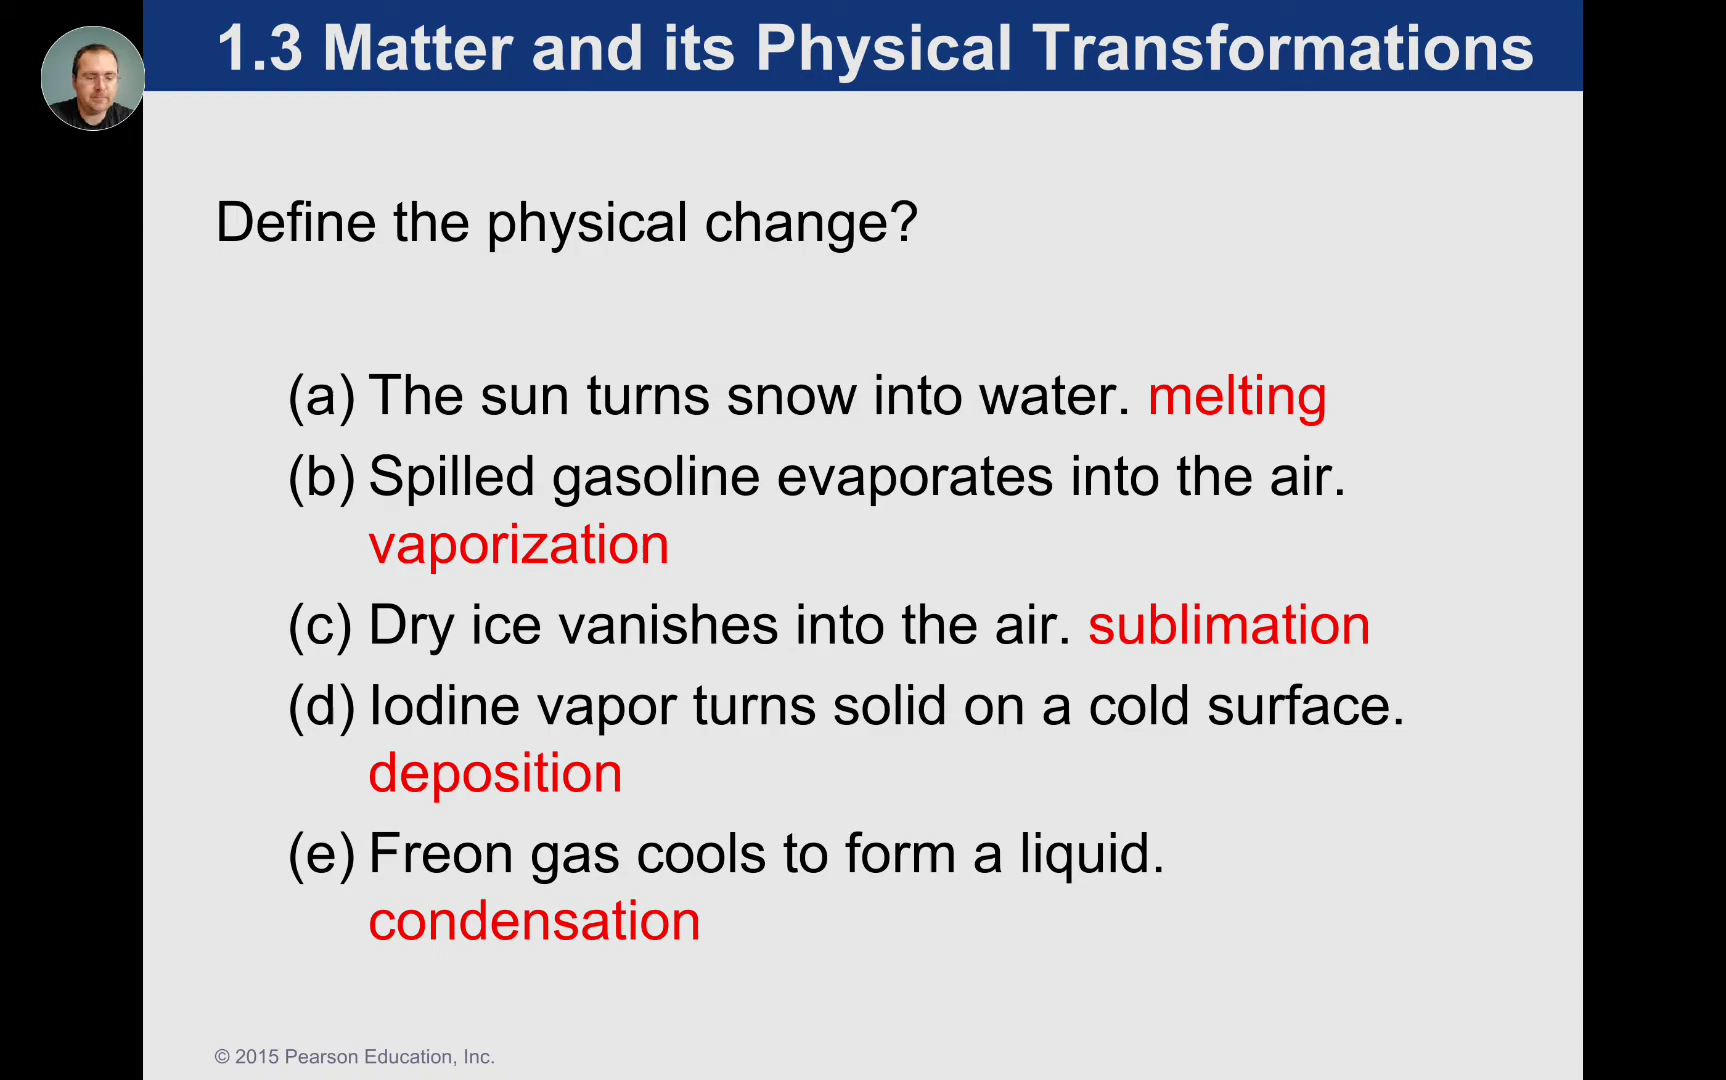 1.3 Matter and its Physical Transformations
Define the physical change?
(a) The sun turns snow into water. melting
(b) Spilled gasoline evaporates into the air.
vaporization
(c) Dry ice vanishes into the air. sublimation
(d) Iodine vapor turns solid on a cold surface.
deposition
(e) Freon gas cools to form a liquid.
condensation
© 2015 Pearson Education, Inc.